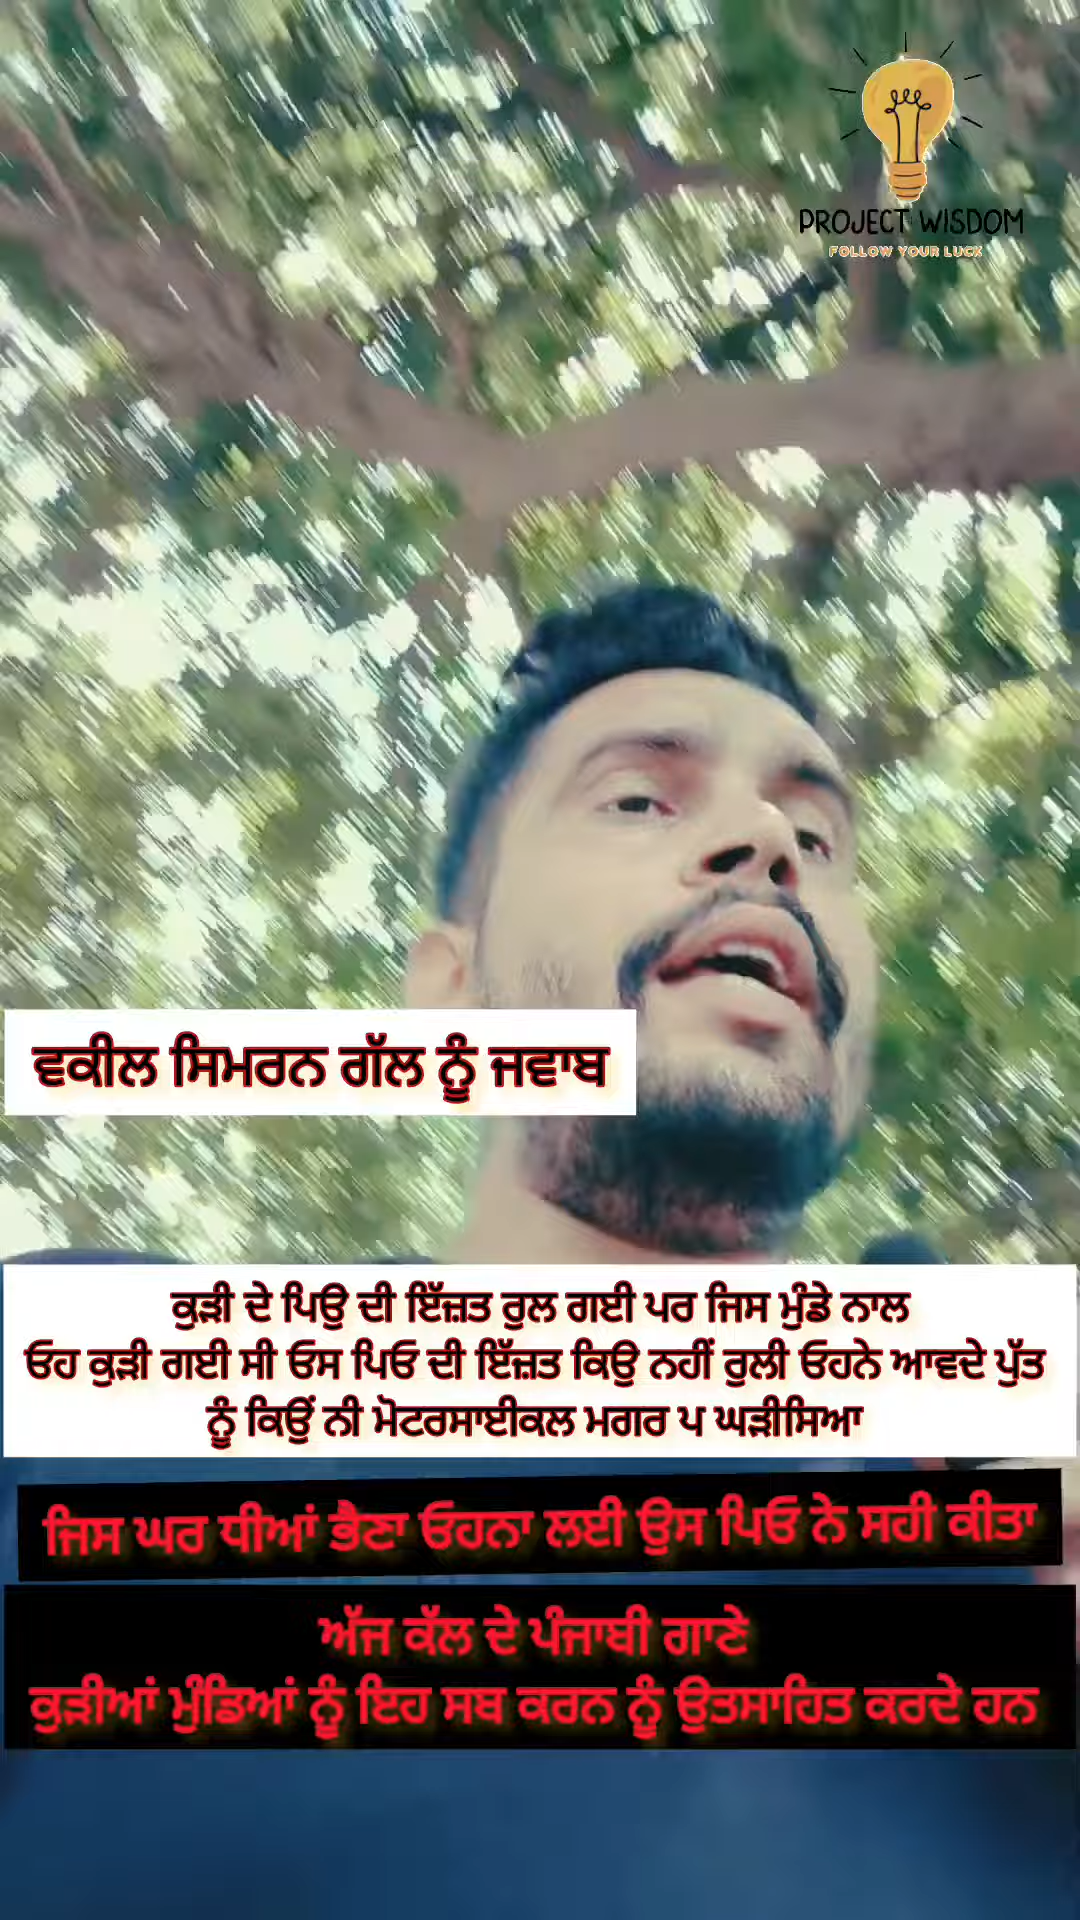 PROJECT WISDOM
FOLLOW YOUR LUCK
ਵਕੀਲ ਸਿਮਰਨ ਗੱਲ ਨੂੰ ਜਵਾਬ
ਕੁੜੀ ਦੇ ਪਿਉ ਦੀ ਇੱਜ਼ਤ ਰੁਲ ਗਈ ਪਰ ਜਿਸ ਮੁੰਡੇ ਨਾਲ
ਓਹ ਕੁੜੀ ਗਈ ਸੀ ਓਸ ਪਿਓ ਦੀ ਇੱਜ਼ਤ ਕਿਉ ਨਹੀਂ ਰੁਲੀ ਓਹਨੇ ਆਵਦੇ ਪੁੱਤ
ਨੂੰ ਕਿਉਂ ਨੀ ਮੋਟਰਸਾਈਕਲ ਮਗਰ ਪ ਘੜੀਸਿਆ
ਜਿਸ ਘਰ ਧੀਆਂ ਭੈਣਾ ਓਹਨਾ ਲਈ ਉਸ ਪਿਓ ਨੇ ਸਹੀ ਕੀਤਾ
ਅੱਜ ਕੱਲ ਦੇ ਪੰਜਾਬੀ ਗਾਣੇ
ਕੁੜੀਆਂ ਮੁੰਡਿਆਂ ਨੂੰ ਇਹ ਸਬ ਕਰਨ ਨੂੰ ਉਤਸਾਹਿਤ ਕਰਦੇ ਹਨ